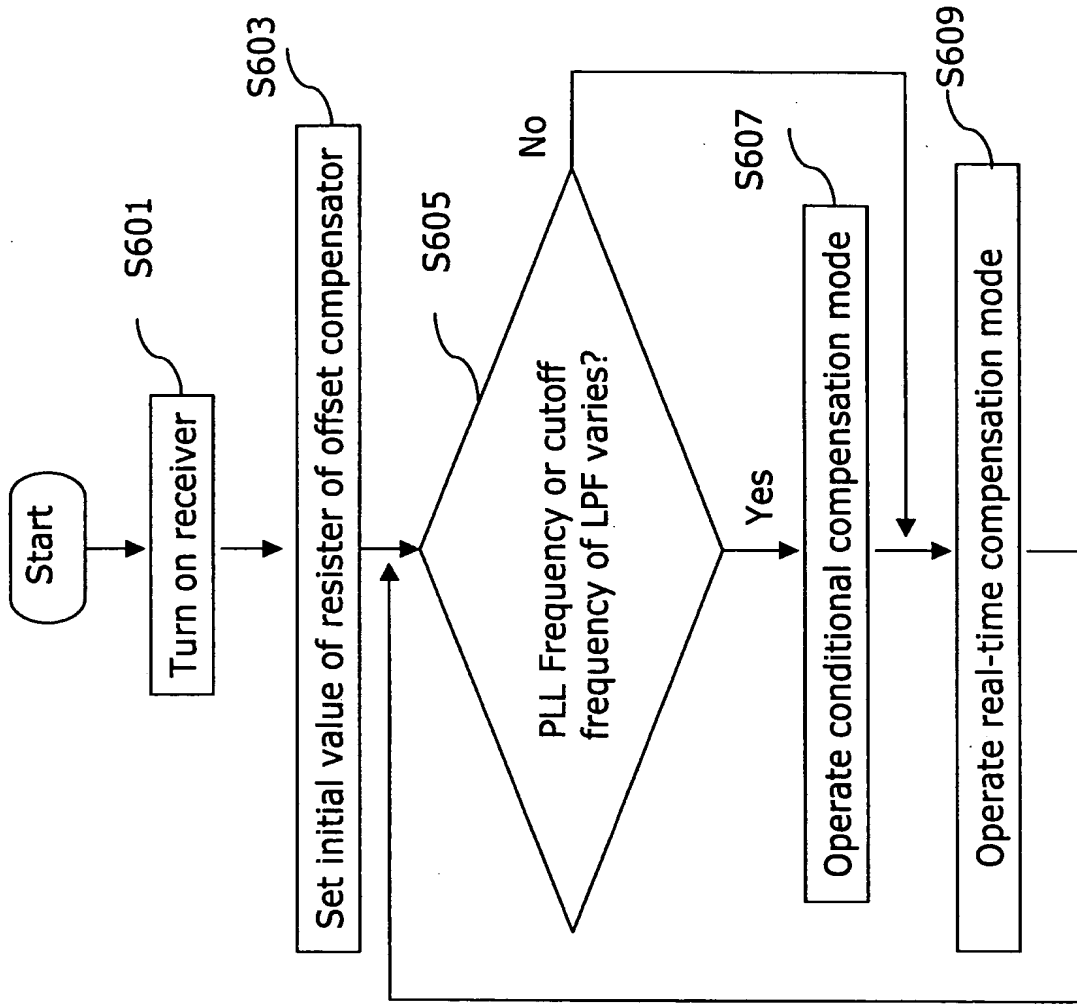 Start
Turn on receiver
S601
Set initial value of resister of offset compensator
S603
PLL Frequency or cutoff
frequency of LPF varies?
S605
No
Yes
Operate conditional compensation mode
S607
Operate real-time compensation mode
S609